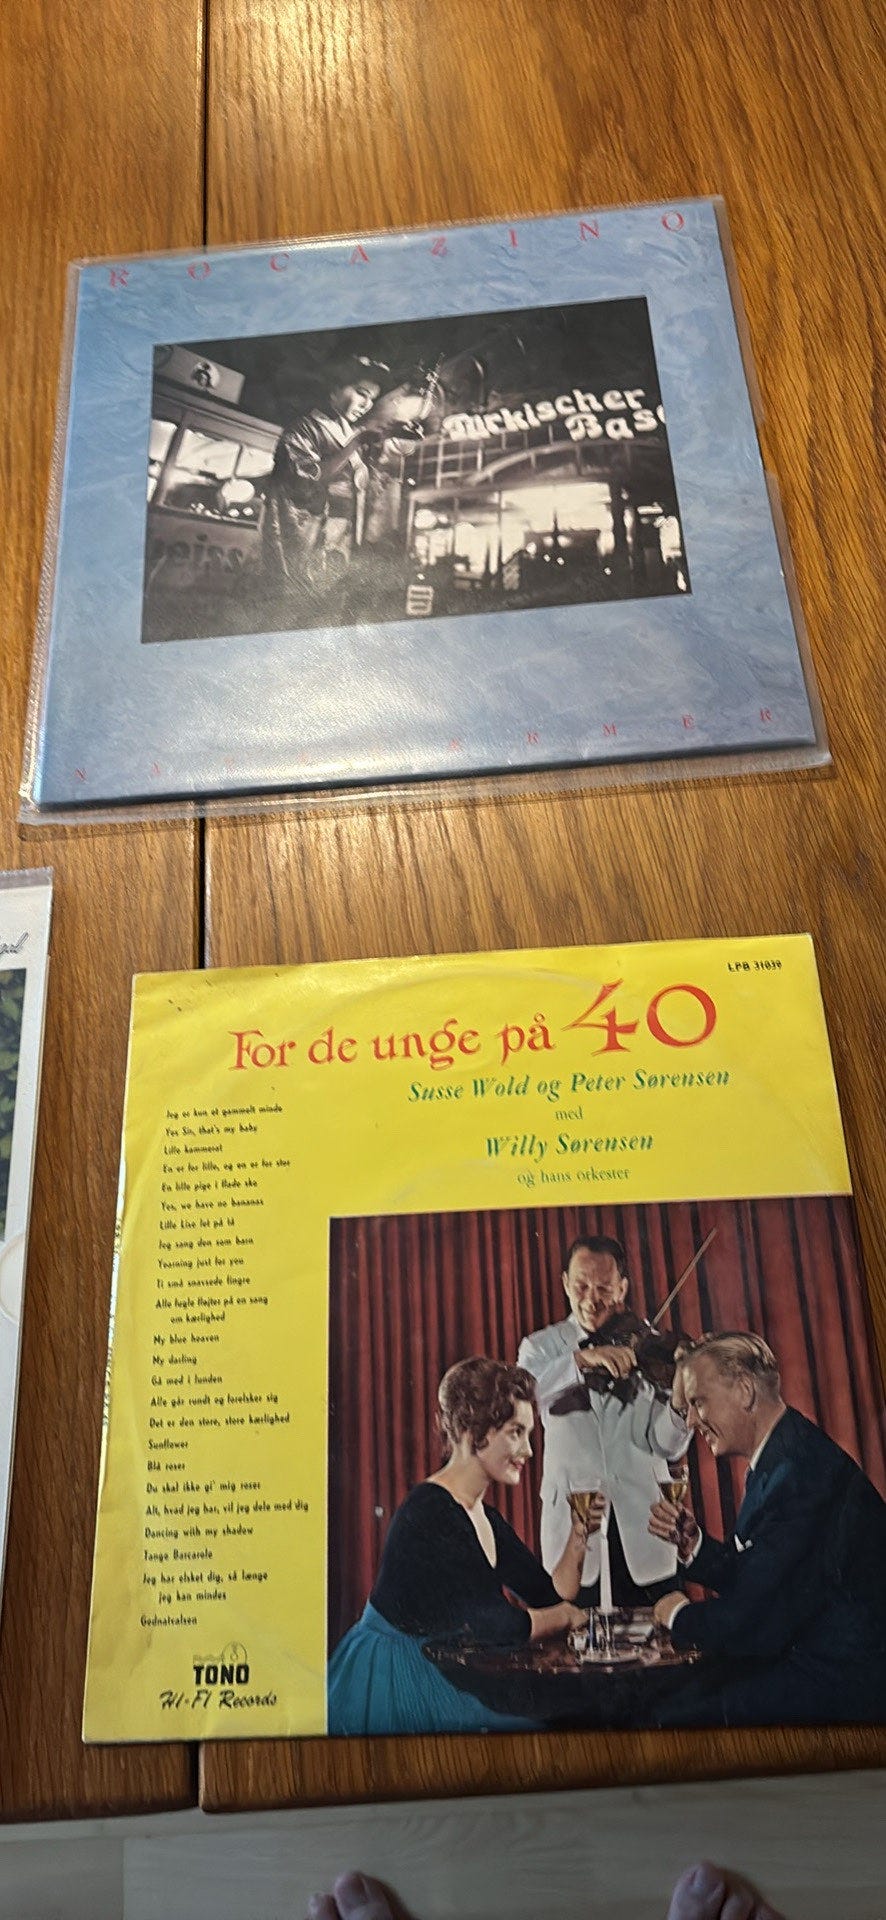 ROCAZINO
Türkischer
Bas
NATSVÆRMER
LPB 31039
For de unge på 40
Susse Wold og Peter Sørensen
med
Willy Sørensen
og hans orkester
Jeg er kun et gammelt minde
Yes Sir, that's my baby
Lille kammerat
En er for lille, og en er for stor
En lille pige i flade sko
Yes, we have no bananas
Lille Lise let på tå
Jeg sang den som barn
Yearning just for you
Ti små snavsede fingre
Alle fugle fløjter på en sang
om kærlighed
My blue heaven
My darling
Gå med i lunden
Alle går rundt og forelsker sig
Det er den store, store kærlighed
Sunflower
Blå roser
Du skal ikke gi' mig roser
Alt, hvad jeg har, vil jeg dele med dig
Dancing with my shadow
Tango Barcarole
Jeg har elsket dig, så længe
jeg kan mindes
Godnatvalsen
TONO
HI-FI Records